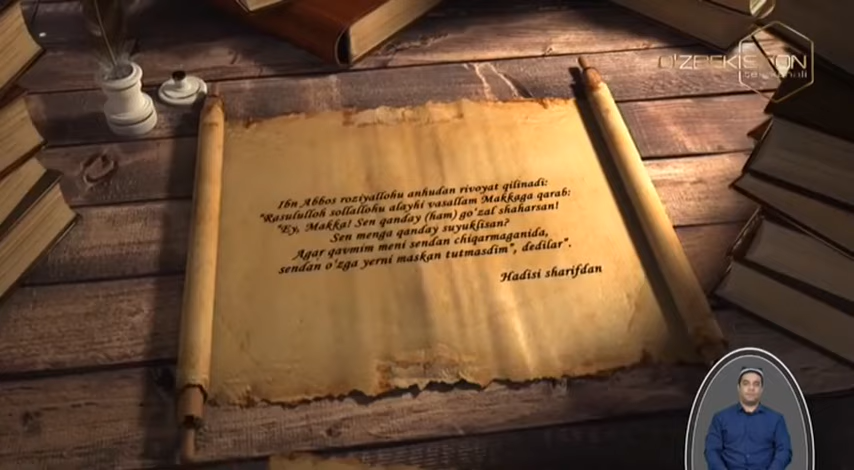 O'ZBEKISTON
telekanali
Ibn Abbos roziyallohu anhudan rivoyat qilinadi:
"Rasululloh sollallohu alayhi vasallam Makkaga qarab:
"Ey, Makka! Sen qanday (ham) go'zal shaharsan!
Sen menga qanday suyuklisan?
Agar qavmim meni sendan chiqarmaganida,
sendan o'zga yerni maskan tutmasdim", dedilar".
Hadisi sharifdan